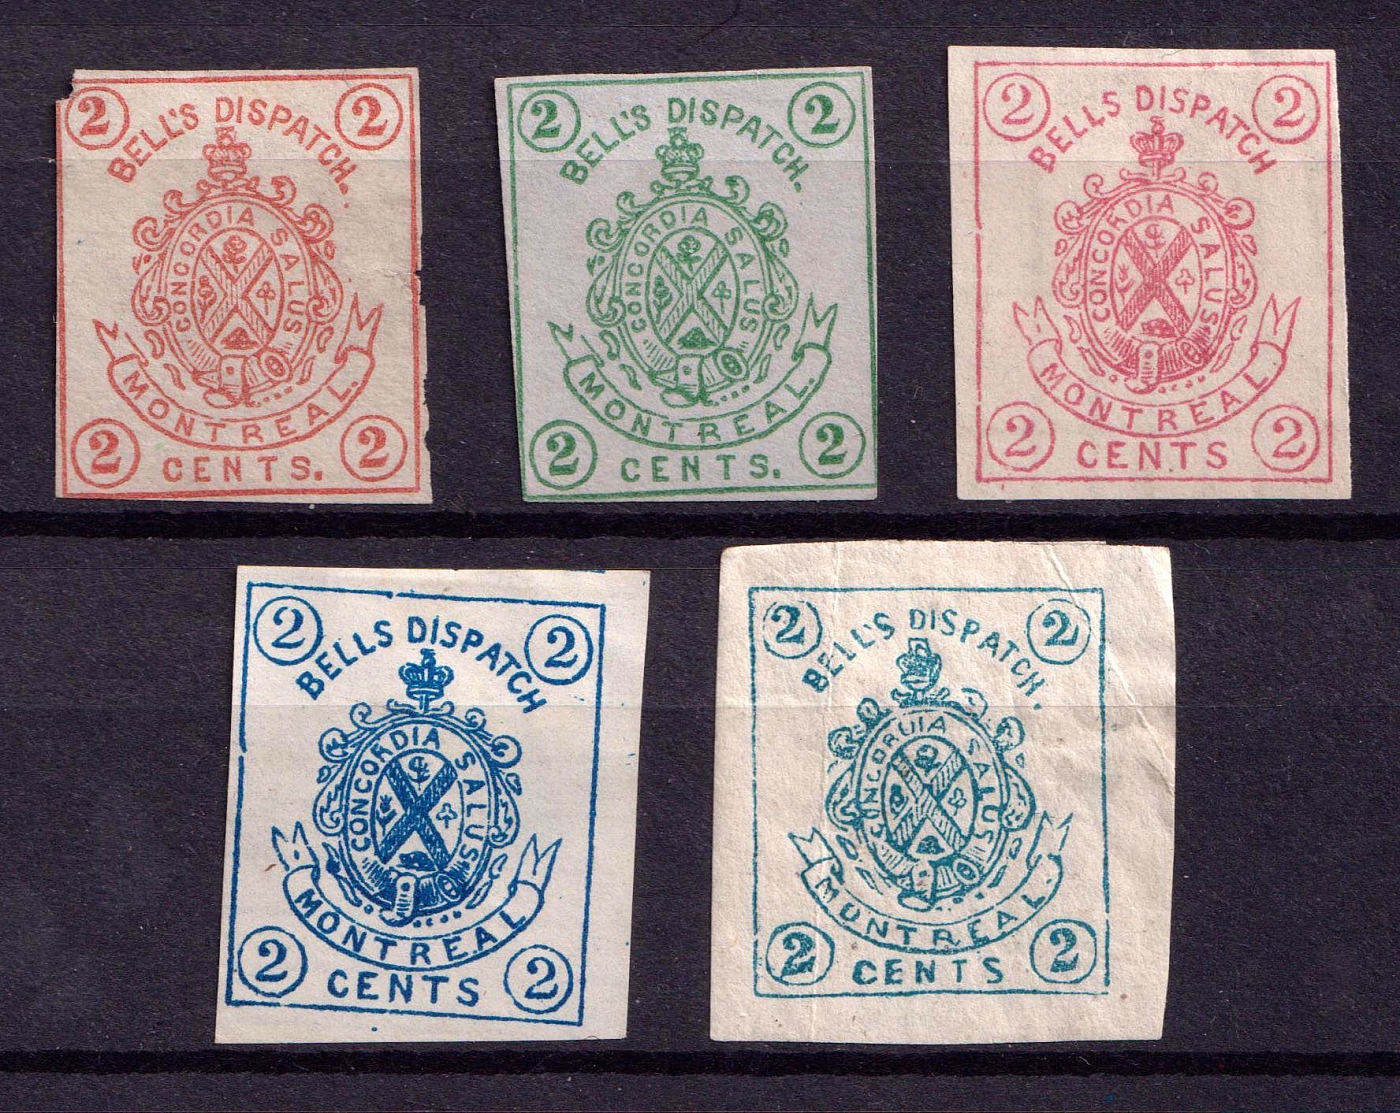 2 2
BELL'S DISPATCH.
CONCORDIA SALUS
MONTREAL.
2 CENTS. 2
2 2
BELL'S DISPATCH.
CONCORDIA SALUS
MONTREAL.
2 CENTS. 2
2 2
BELLS DISPATCH
CONCORDIA SALUS
MONTREAL.
2 CENTS 2
2 2
BELLS DISPATCH
CONCORDIA SALUS
MONTREAL
2 CENTS 2
2 2
BELL'S DISPATCH.
CONCORDIA SALUS
MONTREAL.
2 CENTS 2